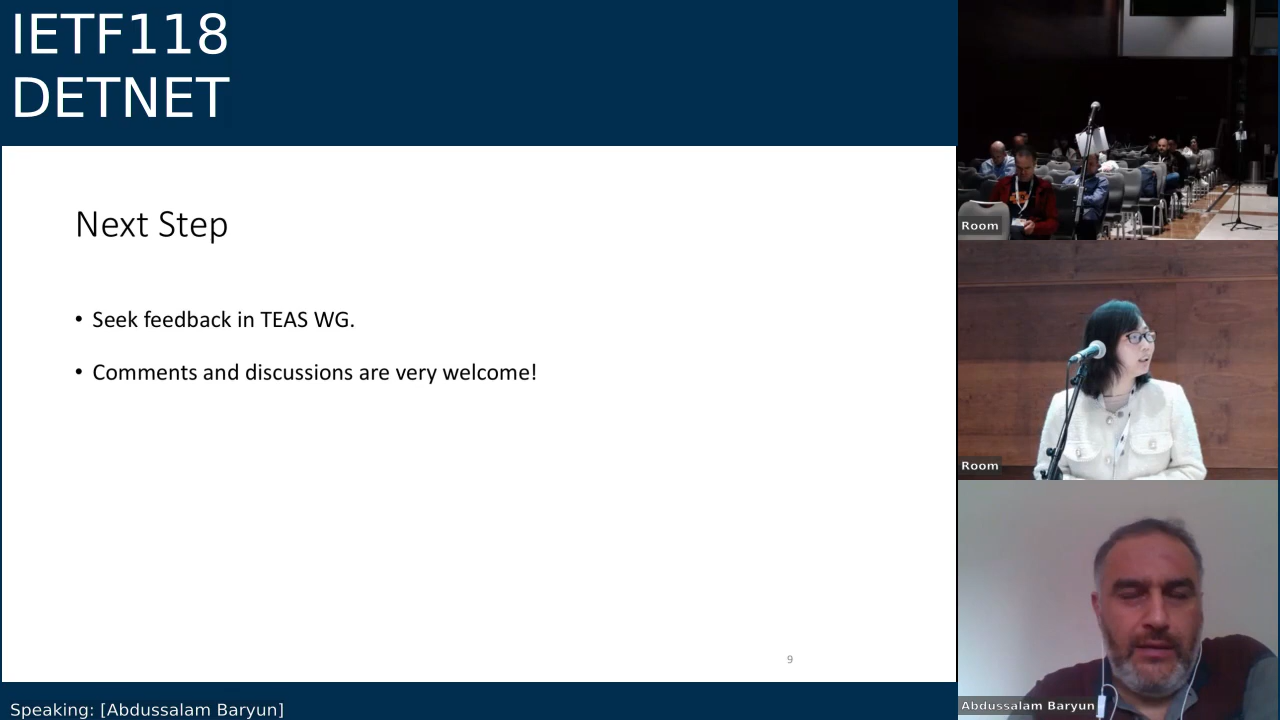 IETF118
DETNET
Next Step
• Seek feedback in TEAS WG.
• Comments and discussions are very welcome!
9
Speaking: [Abdussalam Baryun]
Room
Room
Abdussalam Baryun